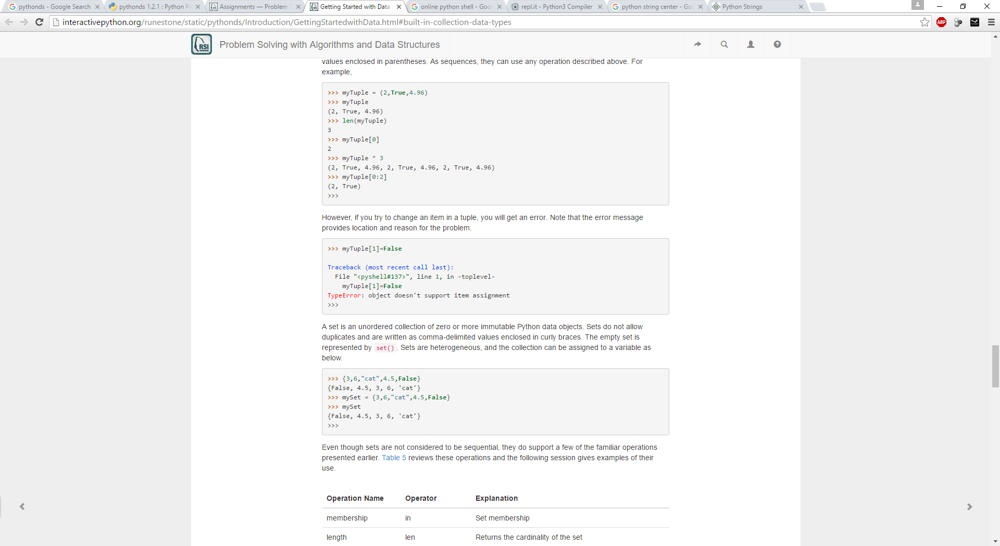 pythonds - Google Search
pythonds 1.2.1 : Python P
Assignments — Problem S
Getting Started with Data
online python shell - Goo
repl.it - Python3 Compiler
python string center - Go
Python Strings
interactivepython.org/runestone/static/pythonds/Introduction/GettingStartedwithData.html#built-in-collection-data-types
ABP
RSI
Problem Solving with Algorithms and Data Structures
values enclosed in parentheses. As sequences, they can use any operation described above. For
example,
>>> myTuple = (2,True,4.96)
>>> myTuple
(2, True, 4.96)
>>> len(myTuple)
3
>>> myTuple[0]
2
>>> myTuple * 3
(2, True, 4.96, 2, True, 4.96, 2, True, 4.96)
>>> myTuple[0:2]
(2, True)
>>>
However, if you try to change an item in a tuple, you will get an error. Note that the error message
provides location and reason for the problem.
>>> myTuple[1]=False
Traceback (most recent call last):
  File "<pyshell#137>", line 1, in -toplevel-
    myTuple[1]=False
TypeError: object doesn't support item assignment
>>>
A set is an unordered collection of zero or more immutable Python data objects. Sets do not allow
duplicates and are written as comma-delimited values enclosed in curly braces. The empty set is
represented by set() . Sets are heterogeneous, and the collection can be assigned to a variable as
below.
>>> {3,6,"cat",4.5,False}
{False, 4.5, 3, 6, 'cat'}
>>> mySet = {3,6,"cat",4.5,False}
>>> mySet
{False, 4.5, 3, 6, 'cat'}
>>>
Even though sets are not considered to be sequential, they do support a few of the familiar operations
presented earlier. Table 5 reviews these operations and the following session gives examples of their
use.
Operation Name Operator Explanation
membership in Set membership
length len Returns the cardinality of the set